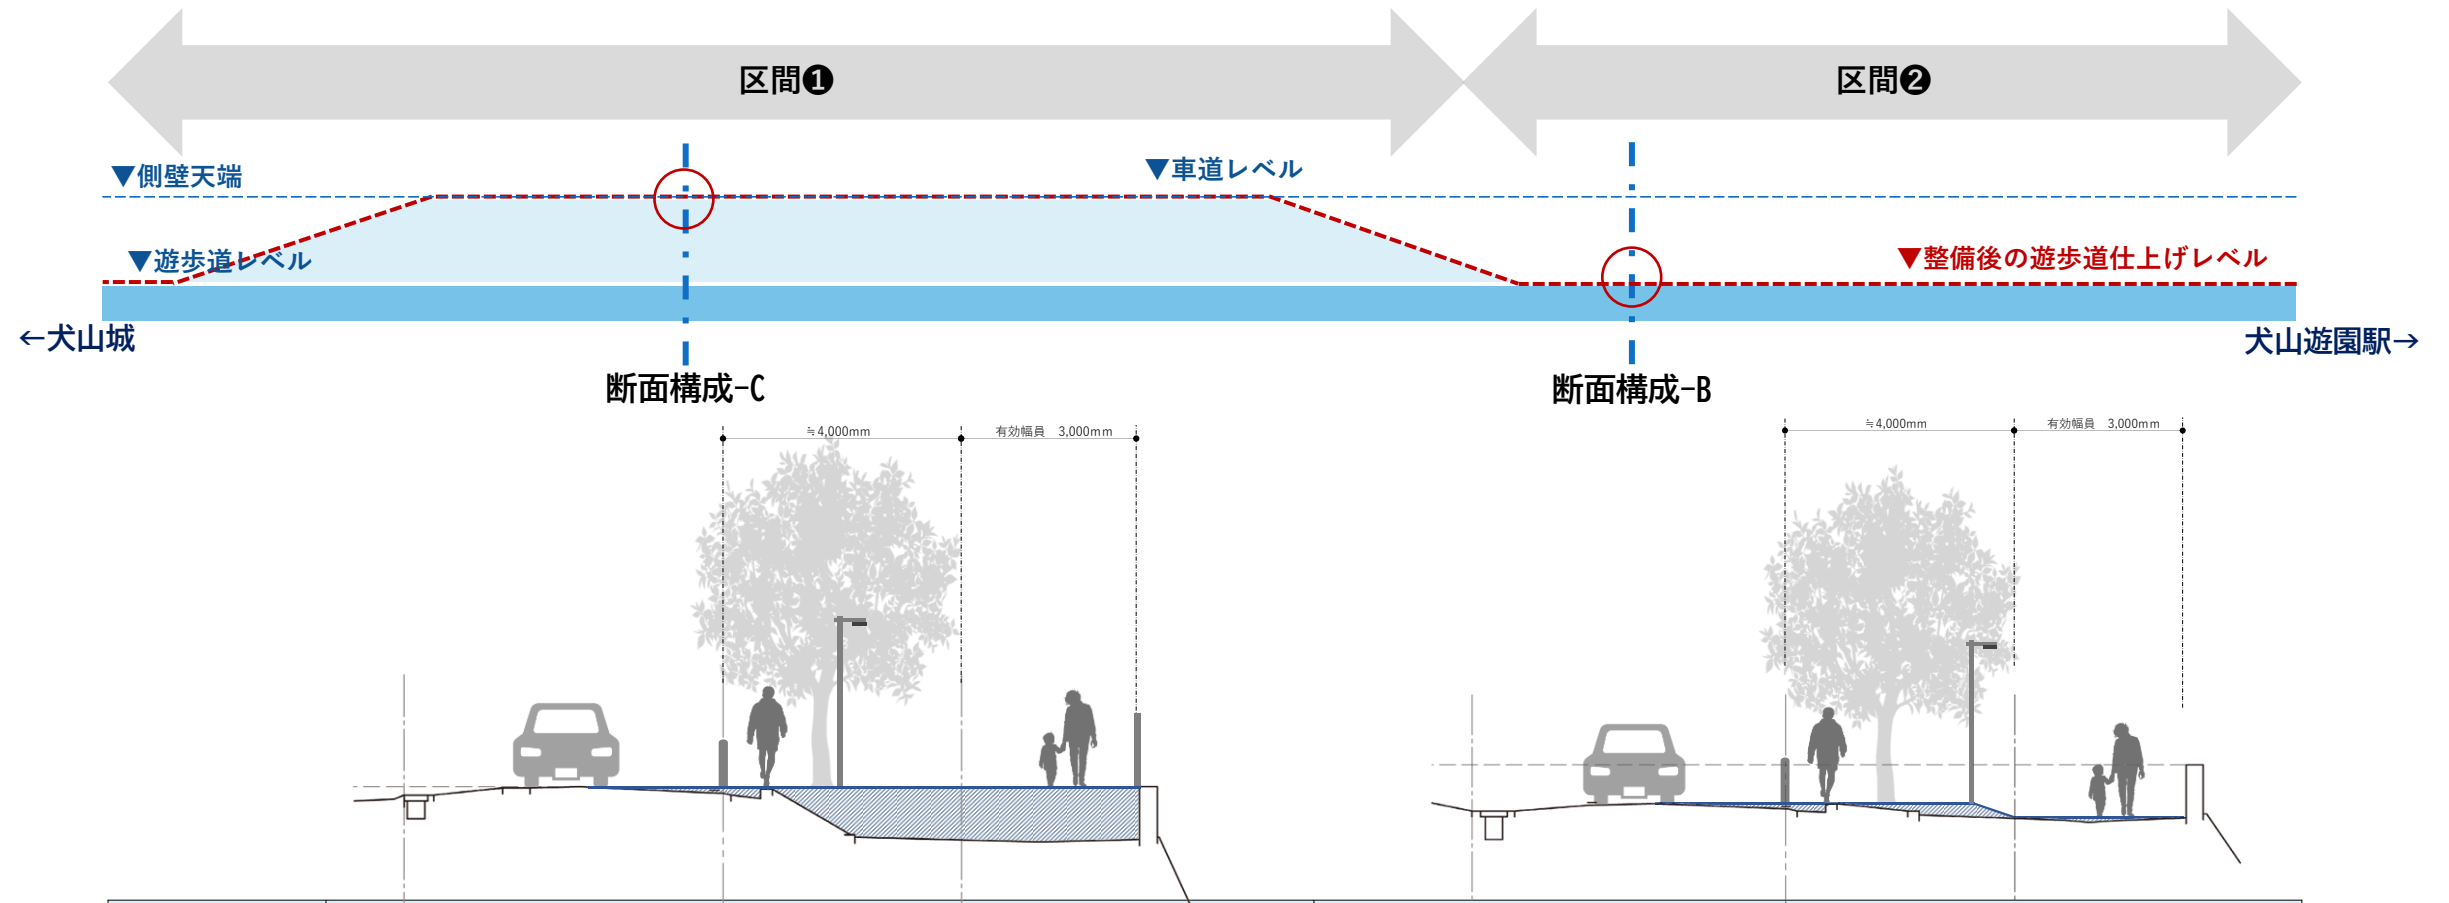 区間❶
区間❷
▼側壁天端
▼車道レベル
▼遊歩道レベル
▼整備後の遊歩道仕上げレベル
←犬山城
犬山遊園駅→
断面構成-C
断面構成-B
≒4,000mm
有効幅員　3,000mm
≒4,000mm
有効幅員　3,000mm